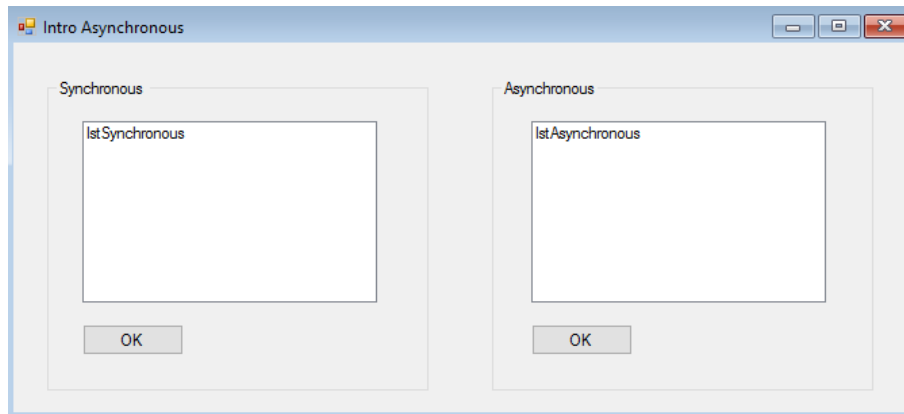 Intro Asynchronous
Synchronous
lstSynchronous
OK
Asynchronous
lstAsynchronous
OK